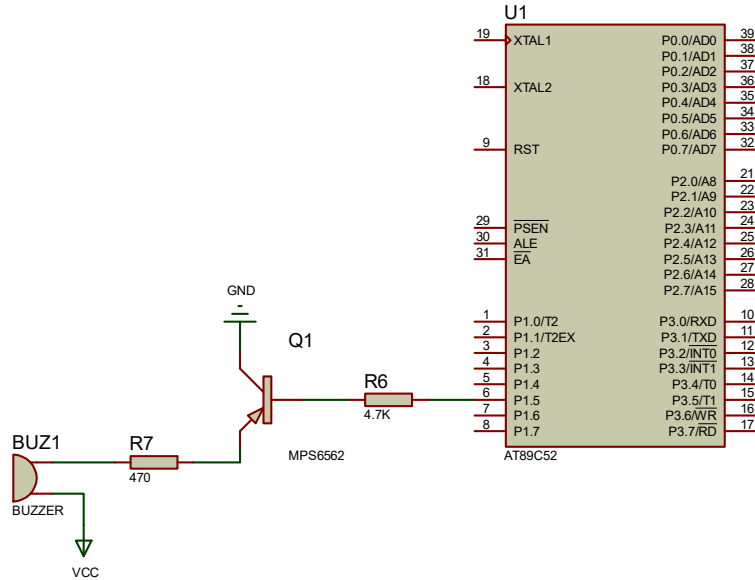 U1
19 XTAL1 P0.0/AD0 39
P0.1/AD1 38
P0.2/AD2 37
18 XTAL2 P0.3/AD3 36
P0.4/AD4 35
P0.5/AD5 34
P0.6/AD6 33
9 RST P0.7/AD7 32
P2.0/A8 21
P2.1/A9 22
P2.2/A10 23
29 PSEN P2.3/A11 24
30 ALE P2.4/A12 25
31 EA P2.5/A13 26
P2.6/A14 27
P2.7/A15 28
1 P1.0/T2 P3.0/RXD 10
2 P1.1/T2EX P3.1/TXD 11
3 P1.2 P3.2/INT0 12
4 P1.3 P3.3/INT1 13
5 P1.4 P3.4/T0 14
6 P1.5 P3.5/T1 15
7 P1.6 P3.6/WR 16
8 P1.7 P3.7/RD 17
AT89C52
GND
Q1
MPS6562
R6
4.7K
R7
470
BUZ1
BUZZER
VCC